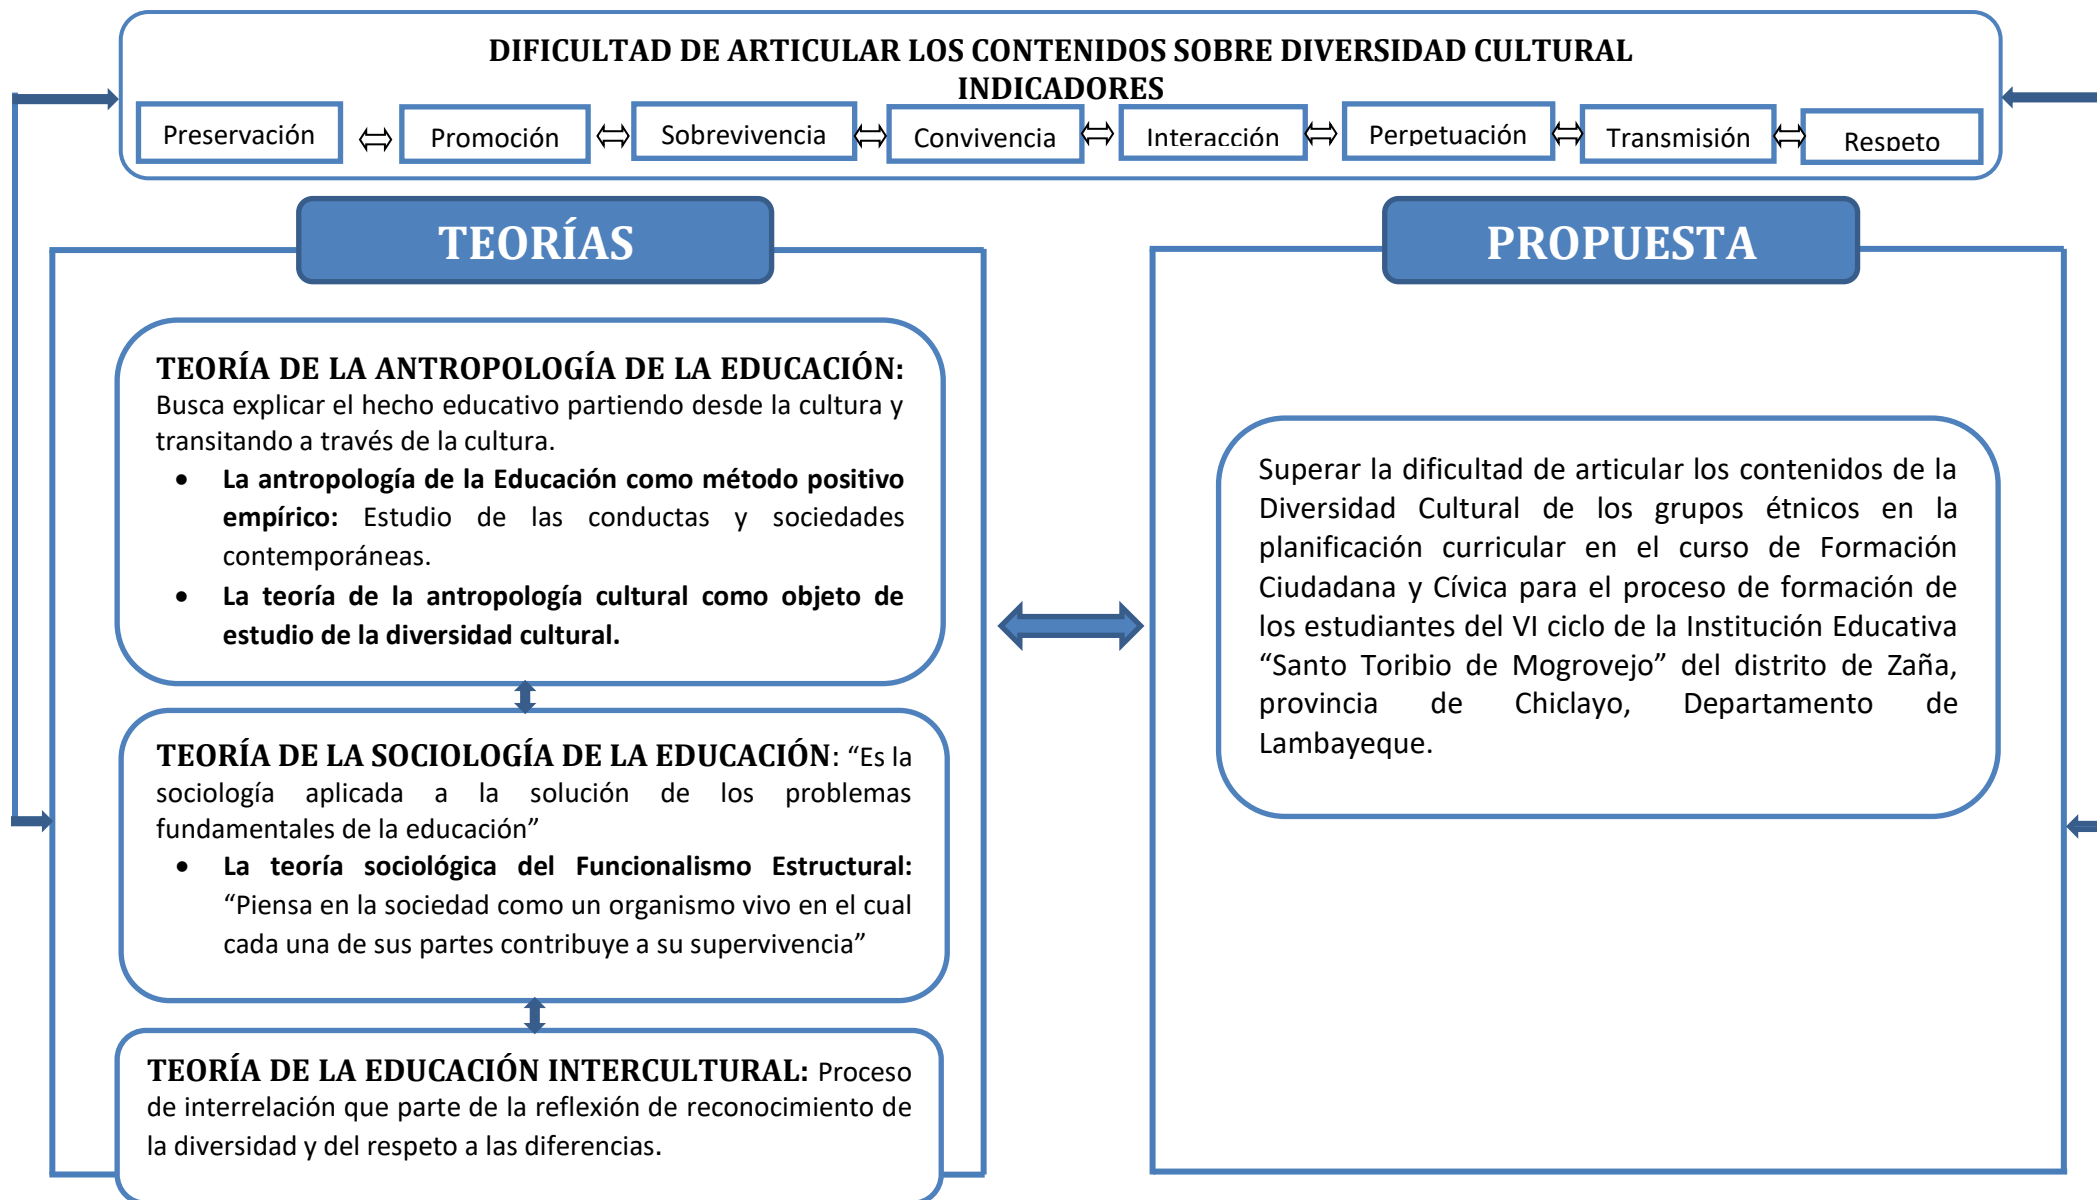 DIFICULTAD DE ARTICULAR LOS CONTENIDOS SOBRE DIVERSIDAD CULTURAL
INDICADORES
Preservación
Promoción
Sobrevivencia
Convivencia
Interacción
Perpetuación
Transmisión
Respeto
TEORÍAS
TEORÍA DE LA ANTROPOLOGÍA DE LA EDUCACIÓN:
Busca explicar el hecho educativo partiendo desde la cultura y
transitando a través de la cultura.
• La antropología de la Educación como método positivo
empírico: Estudio de las conductas y sociedades
contemporáneas.
• La teoría de la antropología cultural como objeto de
estudio de la diversidad cultural.
TEORÍA DE LA SOCIOLOGÍA DE LA EDUCACIÓN: “Es la
sociología aplicada a la solución de los problemas
fundamentales de la educación”
• La teoría sociológica del Funcionalismo Estructural:
“Piensa en la sociedad como un organismo vivo en el cual
cada una de sus partes contribuye a su supervivencia”
TEORÍA DE LA EDUCACIÓN INTERCULTURAL: Proceso
de interrelación que parte de la reflexión de reconocimiento de
la diversidad y del respeto a las diferencias.
PROPUESTA
Superar la dificultad de articular los contenidos de la
Diversidad Cultural de los grupos étnicos en la
planificación curricular en el curso de Formación
Ciudadana y Cívica para el proceso de formación de
los estudiantes del VI ciclo de la Institución Educativa
“Santo Toribio de Mogrovejo” del distrito de Zaña,
provincia de Chiclayo, Departamento de
Lambayeque.